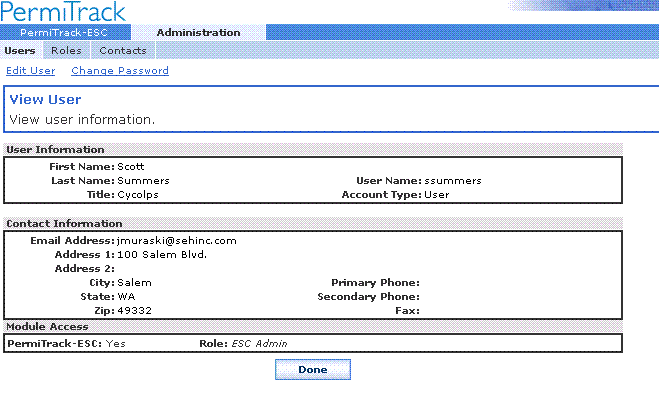 PermiTrack
PermiTrack-ESC Administration
Users Roles Contacts
Edit User Change Password
View User
View user information.
User Information
First Name: Scott
Last Name: Summers User Name: ssummers
Title: Cycolps Account Type: User
Contact Information
Email Address: jmuraski@sehinc.com
Address 1: 100 Salem Blvd.
Address 2:
City: Salem Primary Phone:
State: WA Secondary Phone:
Zip: 49332 Fax:
Module Access
PermiTrack-ESC: Yes Role: ESC Admin
Done